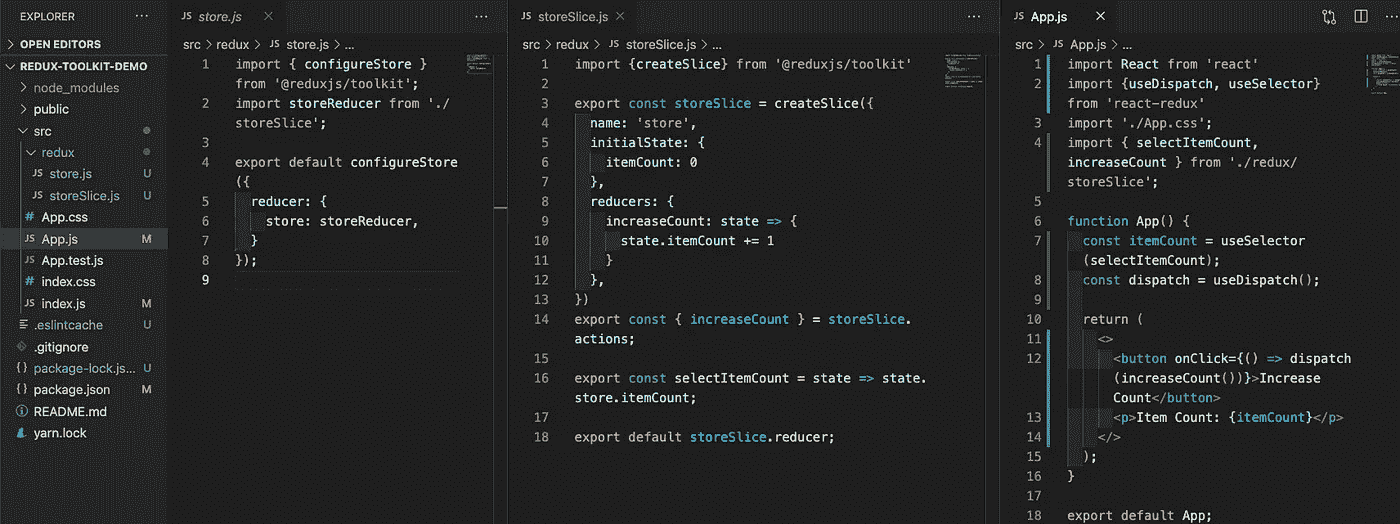 EXPLORER
OPEN EDITORS
REDUX-TOOLKIT-DEMO
node_modules
public
src
redux
JS store.js U
JS storeSlice.js U
# App.css
JS App.js M
JS App.test.js
# index.css
JS index.js M
.eslintcache U
.gitignore
{} package-lock.js... U
{} package.json M
README.md
yarn.lock
JS store.js
src > redux > JS store.js > ...
1 import { configureStore }
from '@reduxjs/toolkit';
2 import storeReducer from './
storeSlice';
3
4 export default configureStore
({
5 reducer: {
6 store: storeReducer,
7 }
8 });
9
JS storeSlice.js
src > redux > JS storeSlice.js > ...
1 import {createSlice} from '@reduxjs/toolkit'
2
3 export const storeSlice = createSlice({
4 name: 'store',
5 initialState: {
6 itemCount: 0
7 },
8 reducers: {
9 increaseCount: state => {
10 state.itemCount += 1
11 }
12 },
13 })
14 export const { increaseCount } = storeSlice.
actions;
15
16 export const selectItemCount = state => state.
store.itemCount;
17
18 export default storeSlice.reducer;
JS App.js
src > JS App.js > ...
1 import React from 'react'
2 import {useDispatch, useSelector}
from 'react-redux'
3 import './App.css';
4 import { selectItemCount,
increaseCount } from './redux/
storeSlice';
5
6 function App() {
7 const itemCount = useSelector
(selectItemCount);
8 const dispatch = useDispatch();
9
10 return (
11 <>
12 <button onClick={() => dispatch
(increaseCount())}>Increase
Count</button>
13 <p>Item Count: {itemCount}</p>
14 </>
15 );
16 }
17
18 export default App;